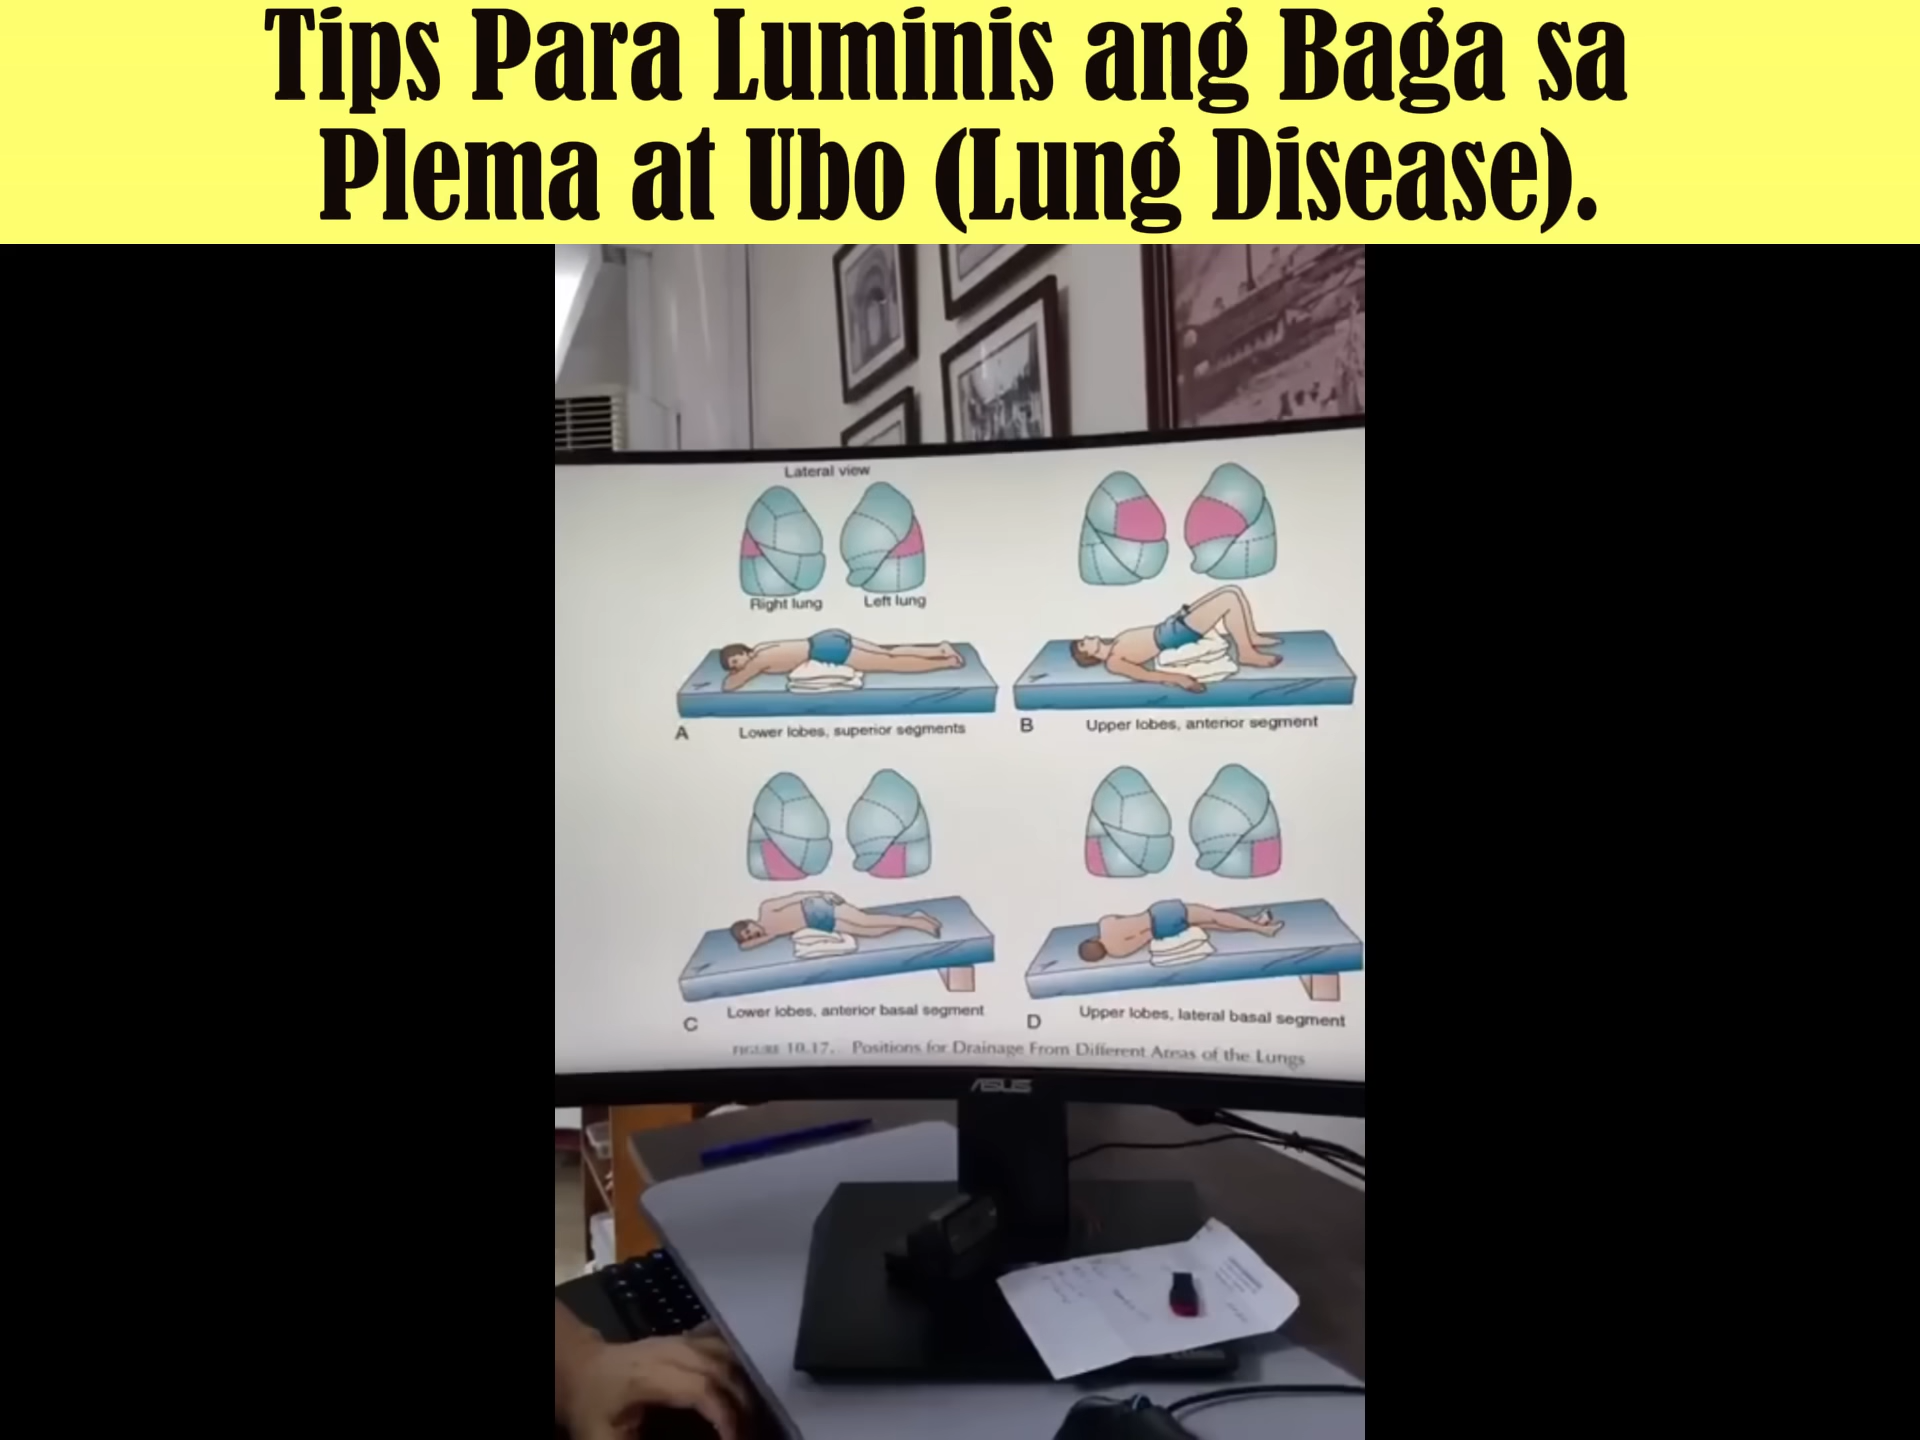 Tips Para Luminis ang Baga sa
Plema at Ubo (Lung Disease).
Lateral view
Right lung
Left lung
A
Lower lobes, superior segments
B
Upper lobes, anterior segment
C
Lower lobes, anterior basal segment
D
Upper lobes, lateral basal segment
FIGURE 10.17. Positions for Drainage From Different Areas of the Lungs
ASUS